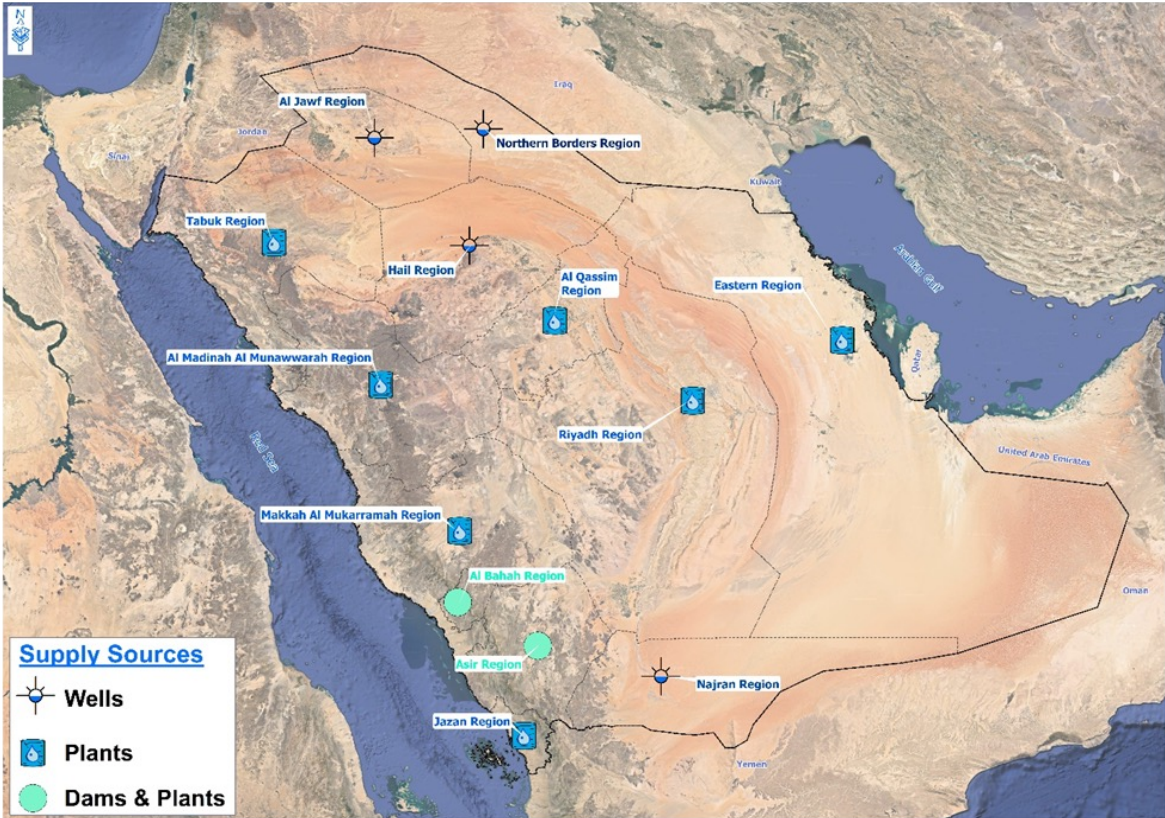 N
Iraq
Al Jawf Region
Jordan
Northern Borders Region
Sinai
Kuwait
Tabuk Region
Hail Region
Al Qassim
Region
Eastern Region
Arabian Gulf
Al Madinah Al Munawwarah Region
Qatar
Riyadh Region
Red Sea
United Arab Emirates
Makkah Al Mukarramah Region
Al Bahah Region
Oman
Asir Region
Najran Region
Jazan Region
Yemen
Supply Sources
Wells
Plants
Dams & Plants